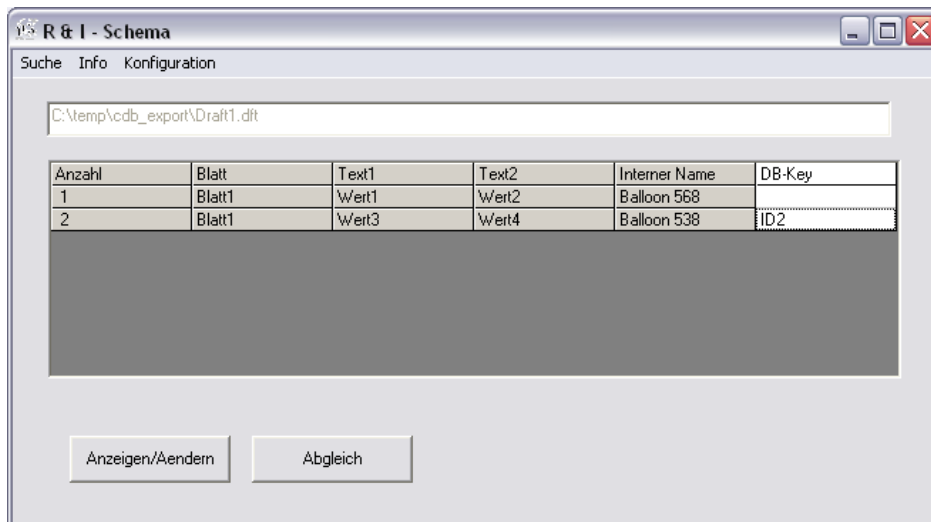 R & I - Schema
Suche Info Konfiguration
C:\temp\cdb_export\Draft1.dft
Anzahl Blatt Text1 Text2 Interner Name DB-Key
1 Blatt1 Wert1 Wert2 Balloon 568
2 Blatt1 Wert3 Wert4 Balloon 538 ID2
Anzeigen/Aendern Abgleich